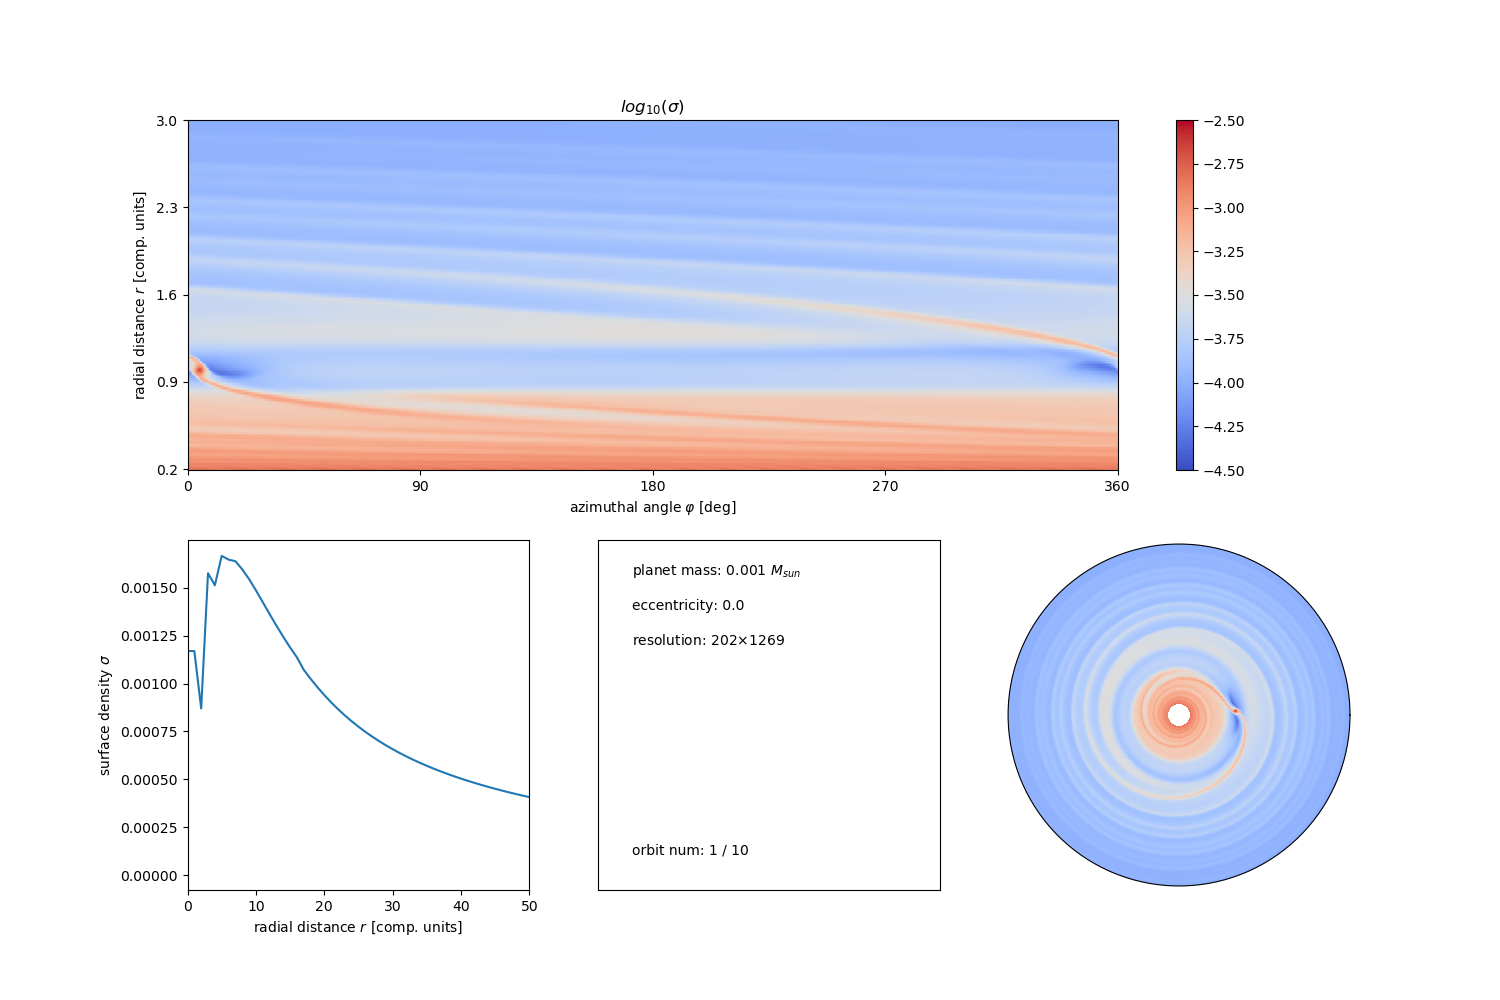 log₁₀(σ)
3.0
2.3
1.6
0.9
0.2
radial distance r [comp. units]
0 90 180 270 360
azimuthal angle φ [deg]
−2.50
−2.75
−3.00
−3.25
−3.50
−3.75
−4.00
−4.25
−4.50
0.00150
0.00125
0.00100
0.00075
0.00050
0.00025
0.00000
surface density σ
0 10 20 30 40 50
radial distance r [comp. units]
planet mass: 0.001 M_sun
eccentricity: 0.0
resolution: 202×1269
orbit num: 1 / 10